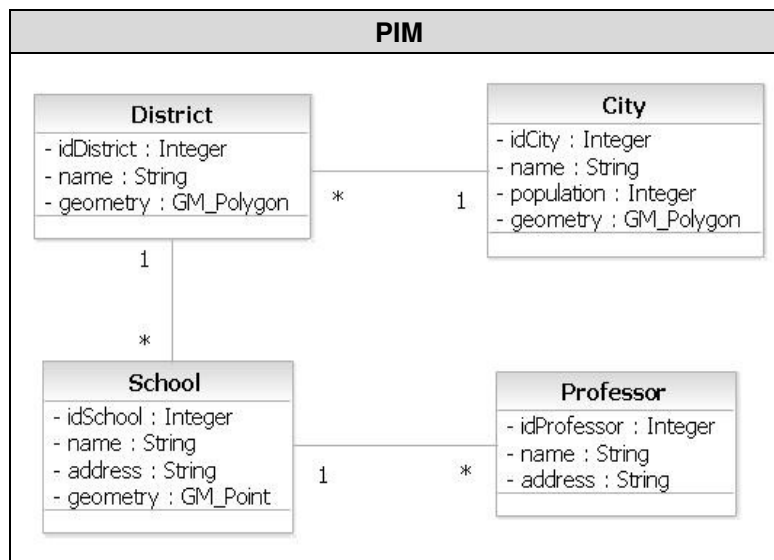 PIM
District
- idDistrict : Integer
- name : String
- geometry : GM_Polygon
*
1
City
- idCity : Integer
- name : String
- population : Integer
- geometry : GM_Polygon
1
*
School
- idSchool : Integer
- name : String
- address : String
- geometry : GM_Point
1
*
Professor
- idProfessor : Integer
- name : String
- address : String